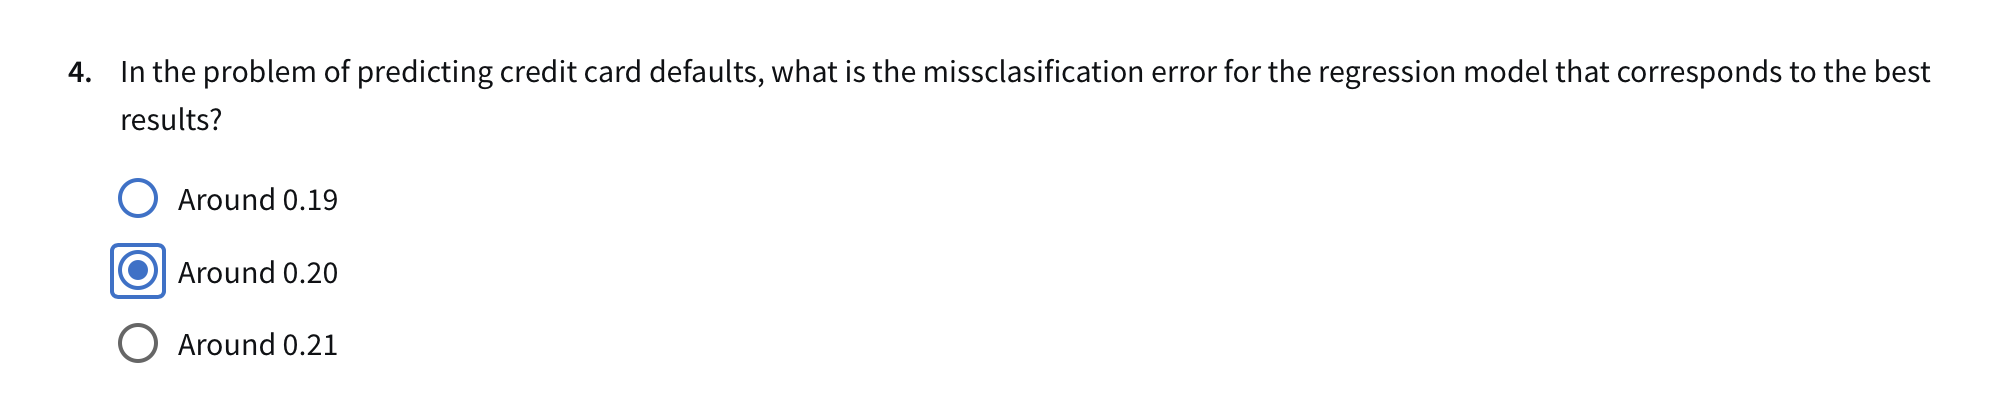 4. In the problem of predicting credit card defaults, what is the missclasification error for the regression model that corresponds to the best
results?
Around 0.19
Around 0.20
Around 0.21